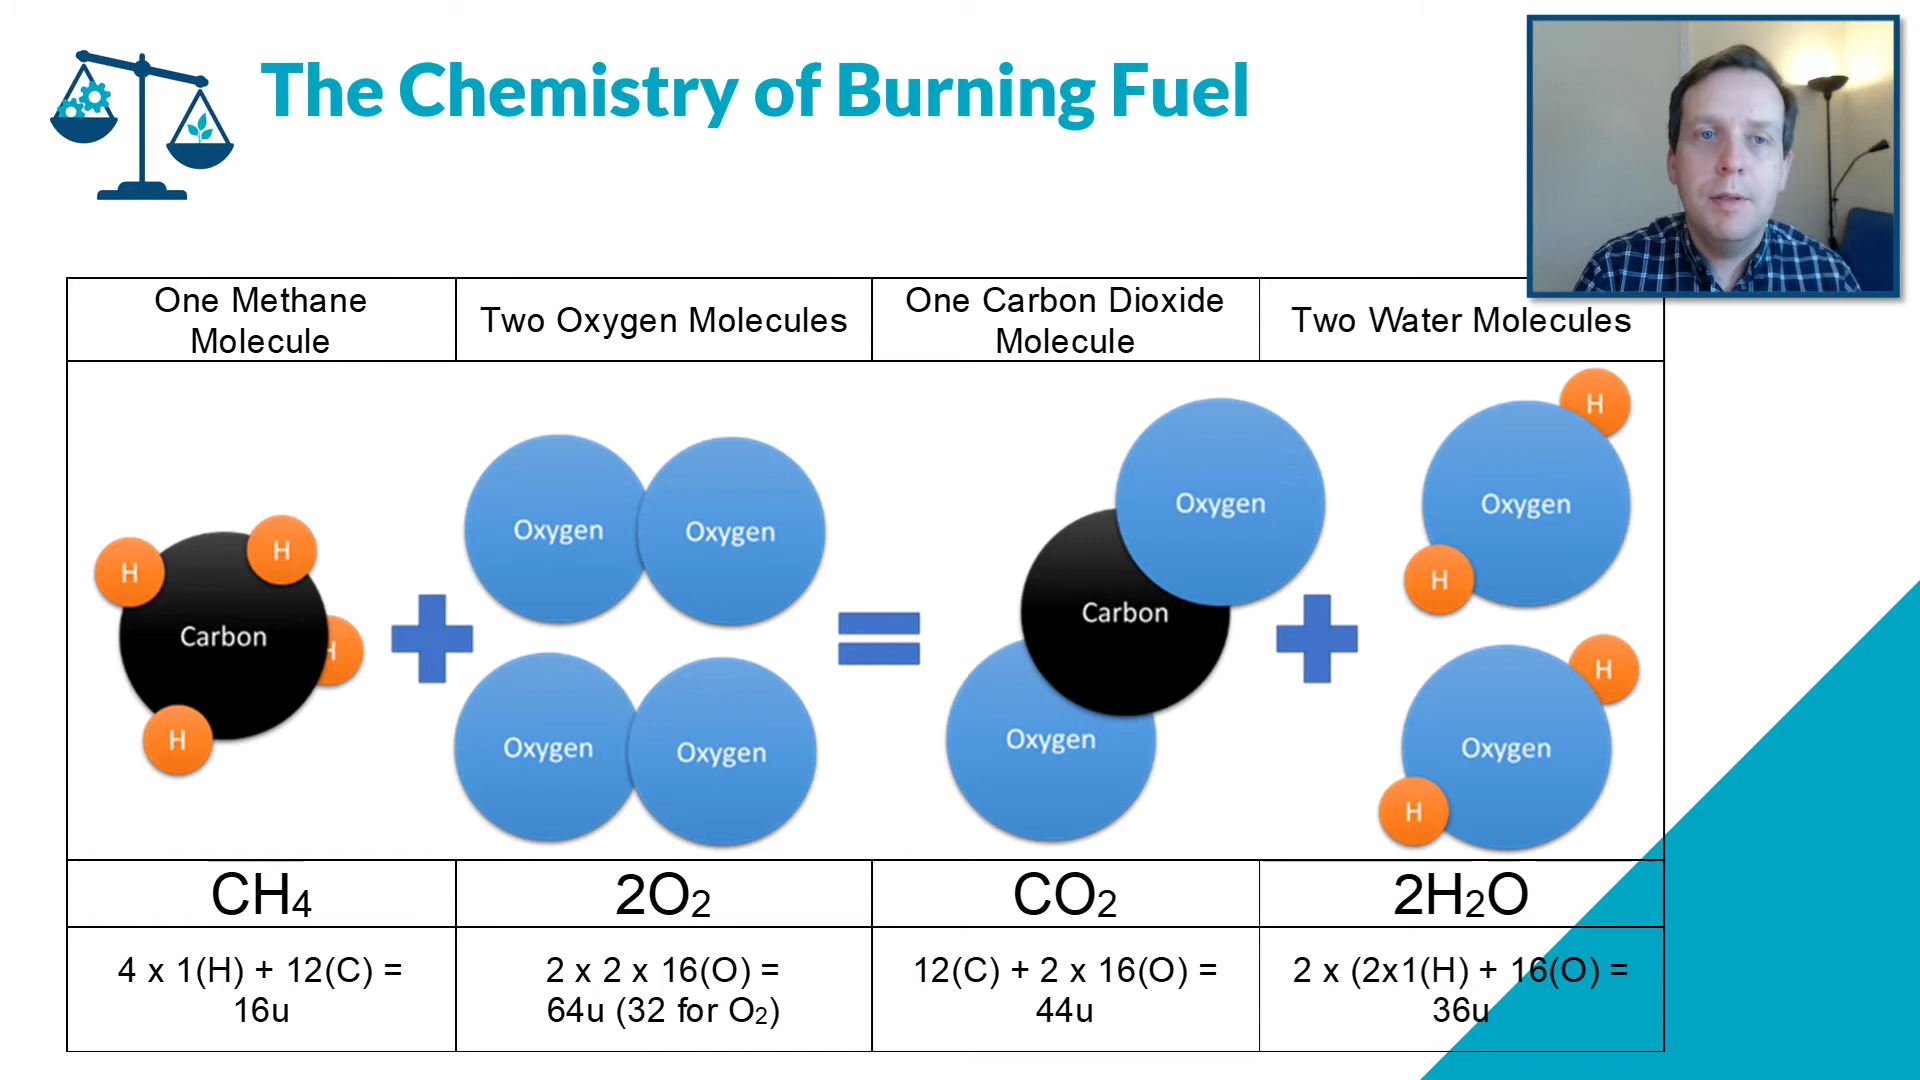 The Chemistry of Burning Fuel
One Methane
Molecule
Two Oxygen Molecules
One Carbon Dioxide
Molecule
Two Water Molecules
H
H
Carbon
H
H
Oxygen
Oxygen
Oxygen
Oxygen
Oxygen
Carbon
Oxygen
H
Oxygen
H
H
Oxygen
H
CH₄
2O₂
CO₂
2H₂O
4 x 1(H) + 12(C) =
16u
2 x 2 x 16(O) =
64u (32 for O₂)
12(C) + 2 x 16(O) =
44u
2 x (2x1(H) + 16(O) =
36u